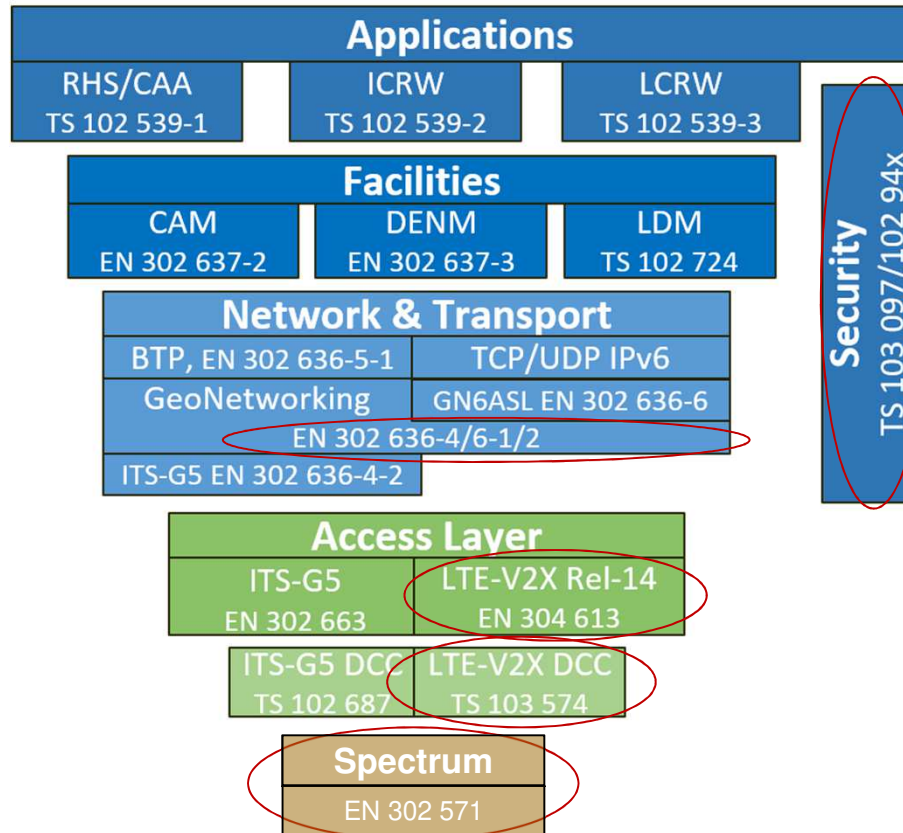 Applications
RHS/CAA
TS 102 539-1
ICRW
TS 102 539-2
LCRW
TS 102 539-3
Security
TS 103 097/102 94x
Facilities
CAM
EN 302 637-2
DENM
EN 302 637-3
LDM
TS 102 724
Network & Transport
BTP, EN 302 636-5-1
TCP/UDP IPv6
GeoNetworking
GN6ASL EN 302 636-6
EN 302 636-4/6-1/2
ITS-G5 EN 302 636-4-2
Access Layer
ITS-G5
EN 302 663
LTE-V2X Rel-14
EN 304 613
ITS-G5 DCC
TS 102 687
LTE-V2X DCC
TS 103 574
Spectrum
EN 302 571